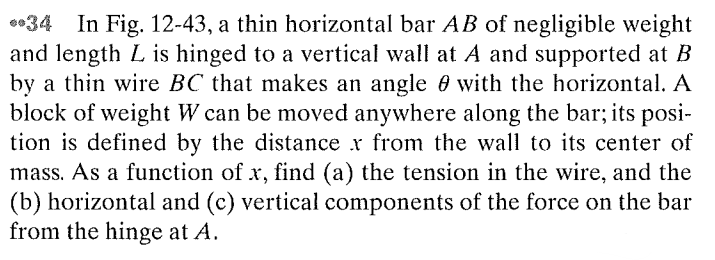 ••34 In Fig. 12-43, a thin horizontal bar AB of negligible weight
and length L is hinged to a vertical wall at A and supported at B
by a thin wire BC that makes an angle θ with the horizontal. A
block of weight W can be moved anywhere along the bar; its posi-
tion is defined by the distance x from the wall to its center of
mass. As a function of x, find (a) the tension in the wire, and the
(b) horizontal and (c) vertical components of the force on the bar
from the hinge at A.